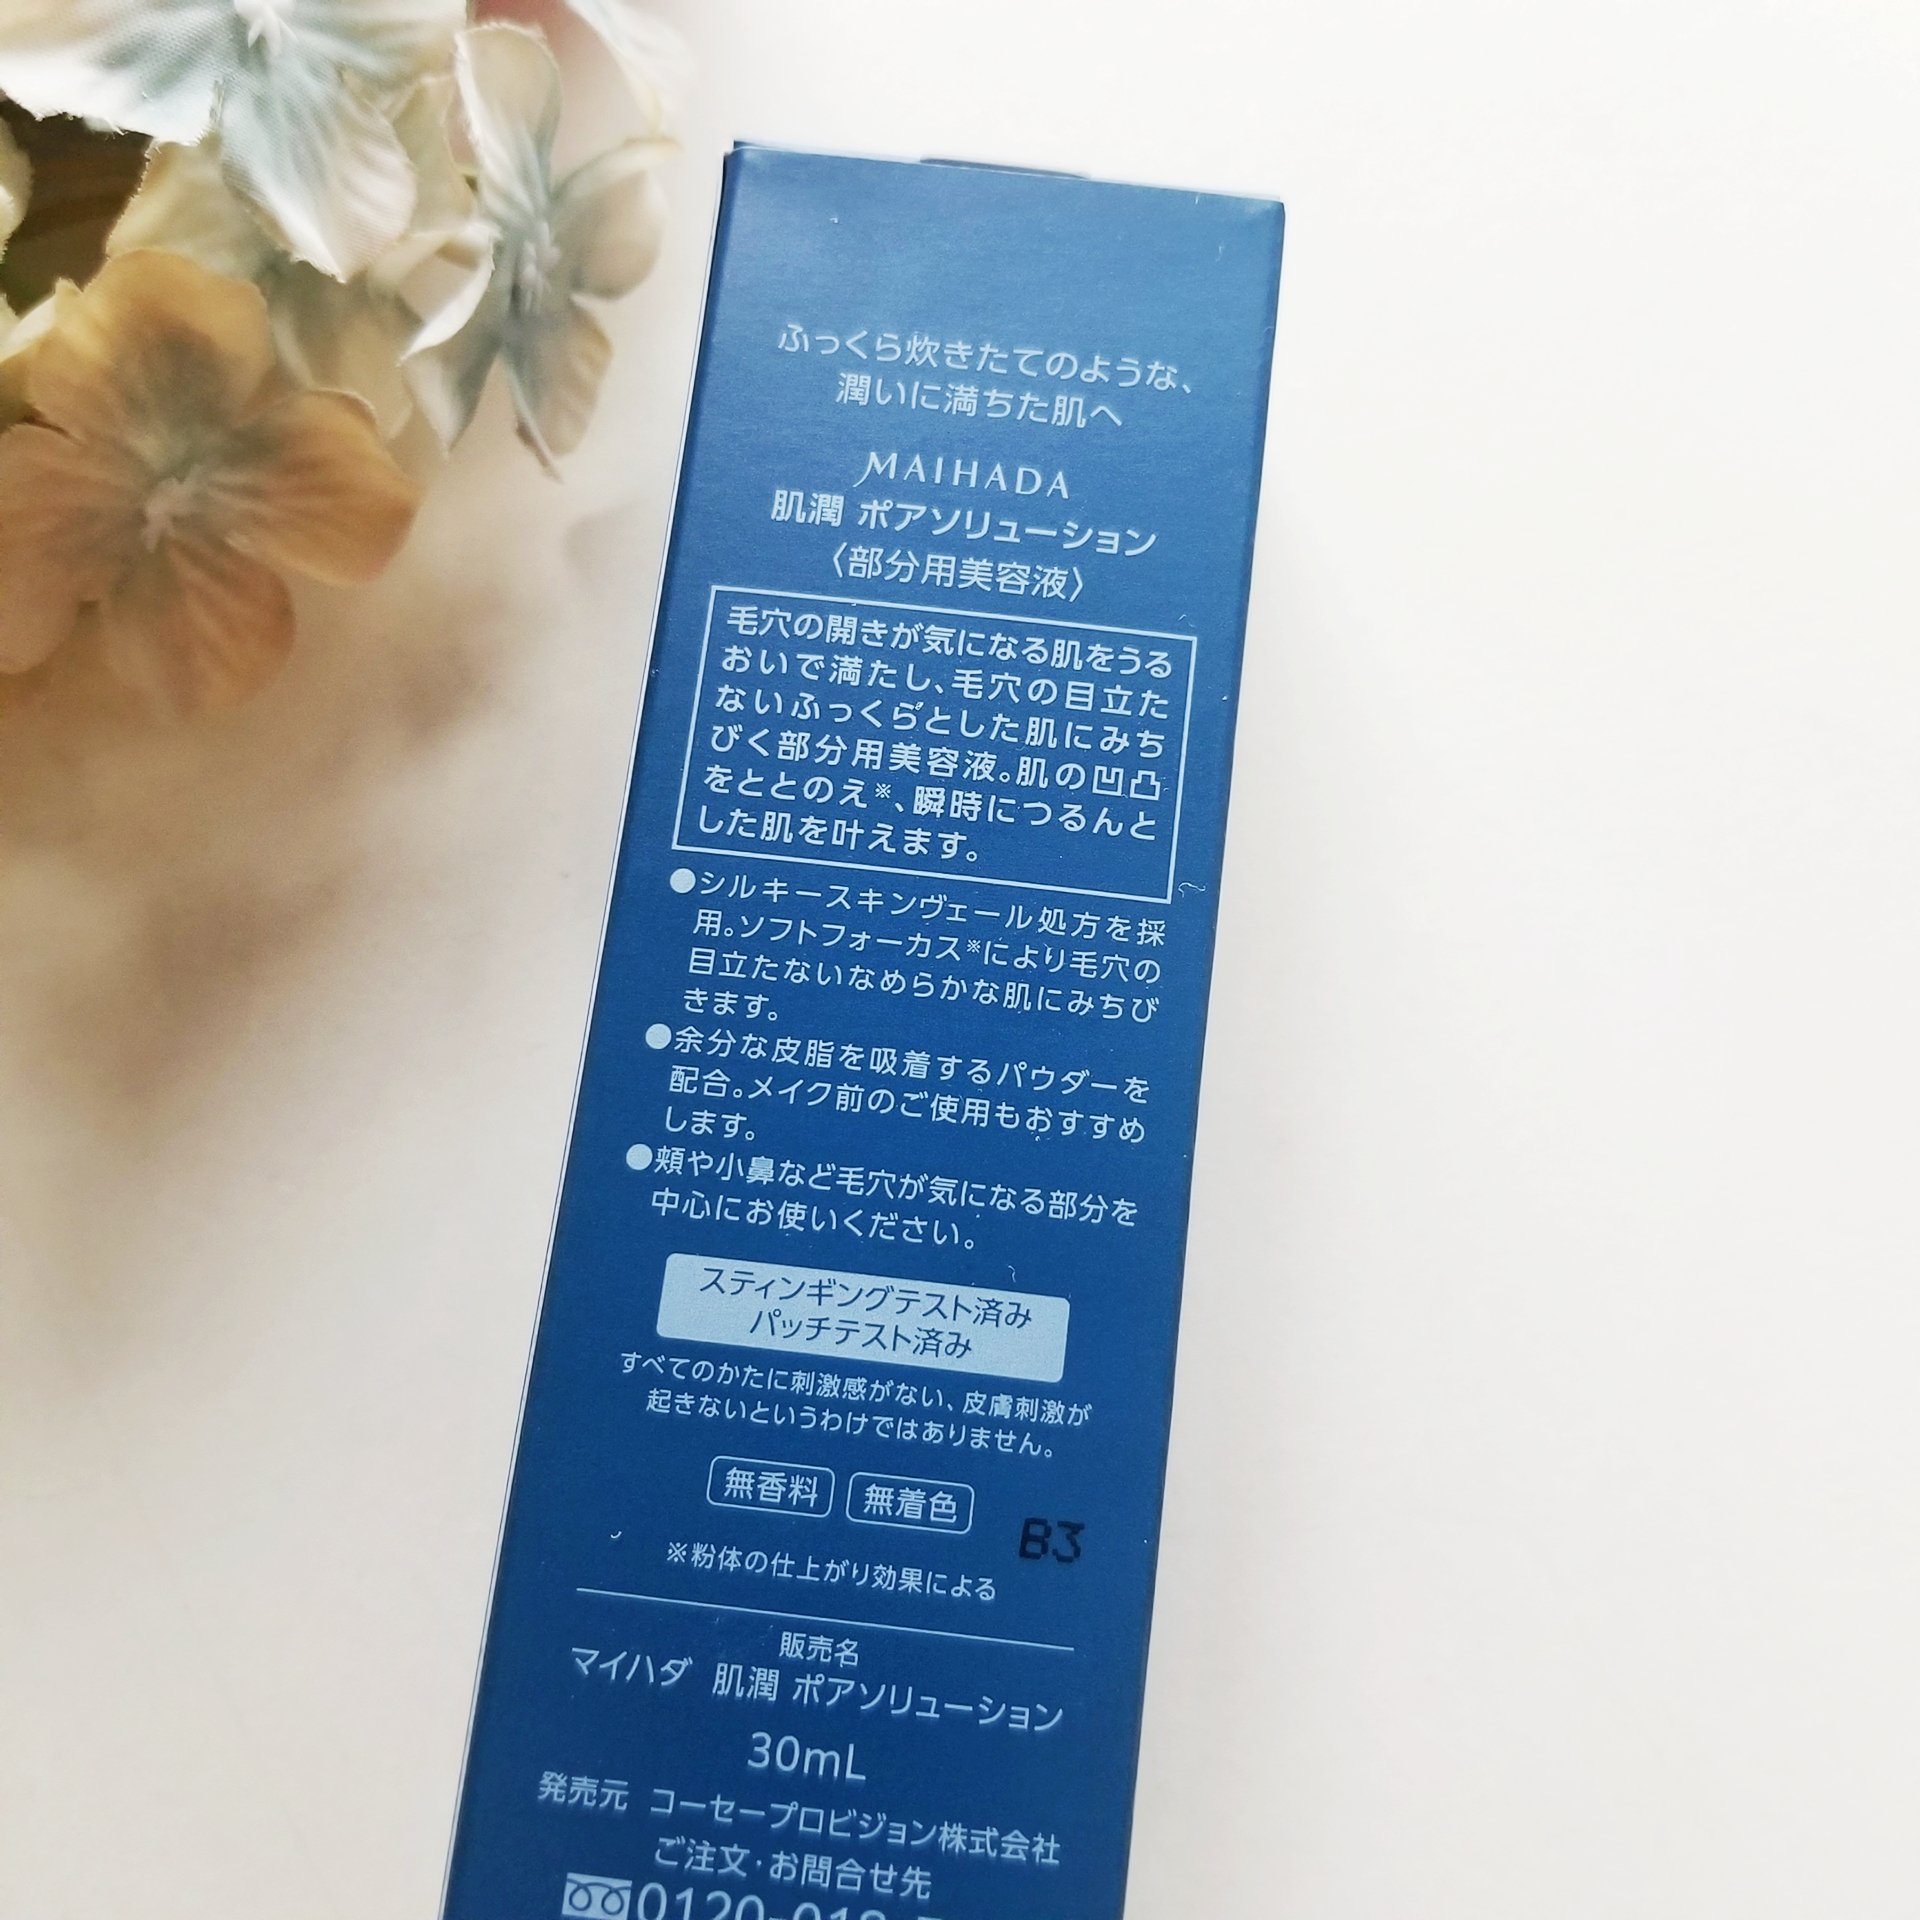 ふっくら炊きたてのような、
潤いに満ちた肌へ
MAIHADA
肌潤 ポアソリューション
〈部分用美容液〉
毛穴の開きが気になる肌をうる
おいで満たし、毛穴の目立た
ないふっくらとした肌にみち
びく部分用美容液。肌の凹凸
をととのえ※、瞬時につるんと
した肌を叶えます。
●シルキースキンヴェール処方を採
用。ソフトフォーカス※により毛穴の
目立たないなめらかな肌にみちび
きます。
●余分な皮脂を吸着するパウダーを
配合。メイク前のご使用もおすすめ
します。
●頬や小鼻など毛穴が気になる部分を
中心にお使いください。
スティンギングテスト済み
パッチテスト済み
すべてのかたに刺激感がない、皮膚刺激が
起きないというわけではありません。
無香料 無着色
B3
※粉体の仕上がり効果による
販売名
マイハダ 肌潤 ポアソリューション
30mL
発売元 コーセープロビジョン株式会社
ご注文・お問合せ先
0120-018-